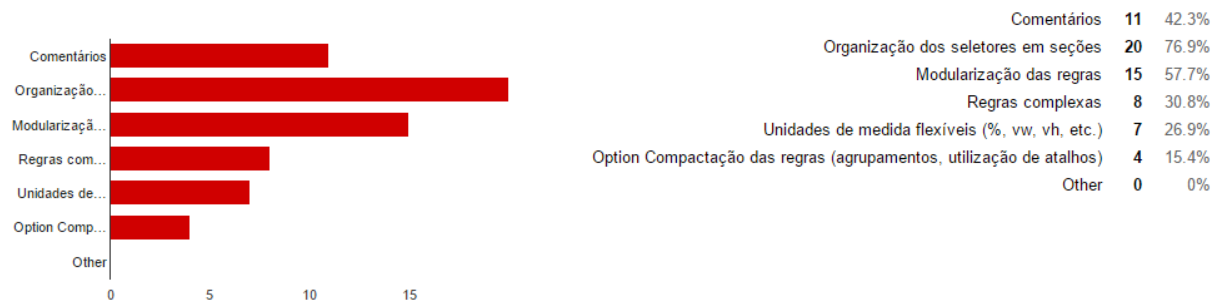 Comentários
Organização...
Modularizaçã...
Regras com...
Unidades de...
Option Comp...
Other
0 5 10 15
Comentários 11 42.3%
Organização dos seletores em seções 20 76.9%
Modularização das regras 15 57.7%
Regras complexas 8 30.8%
Unidades de medida flexíveis (%, vw, vh, etc.) 7 26.9%
Option Compactação das regras (agrupamentos, utilização de atalhos) 4 15.4%
Other 0 0%